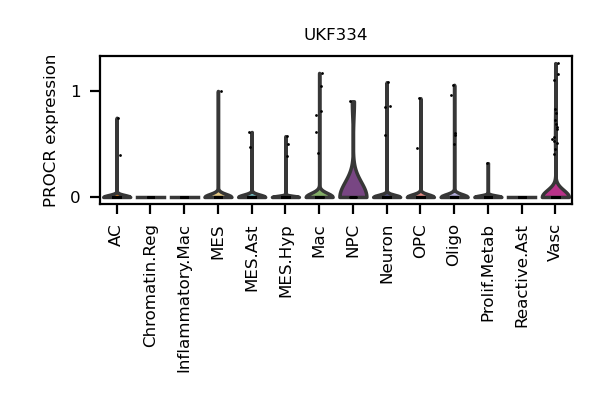 UKF334
PROCR expression
1
0
AC
Chromatin.Reg
Inflammatory.Mac
MES
MES.Ast
MES.Hyp
Mac
NPC
Neuron
OPC
Oligo
Prolif.Metab
Reactive.Ast
Vasc